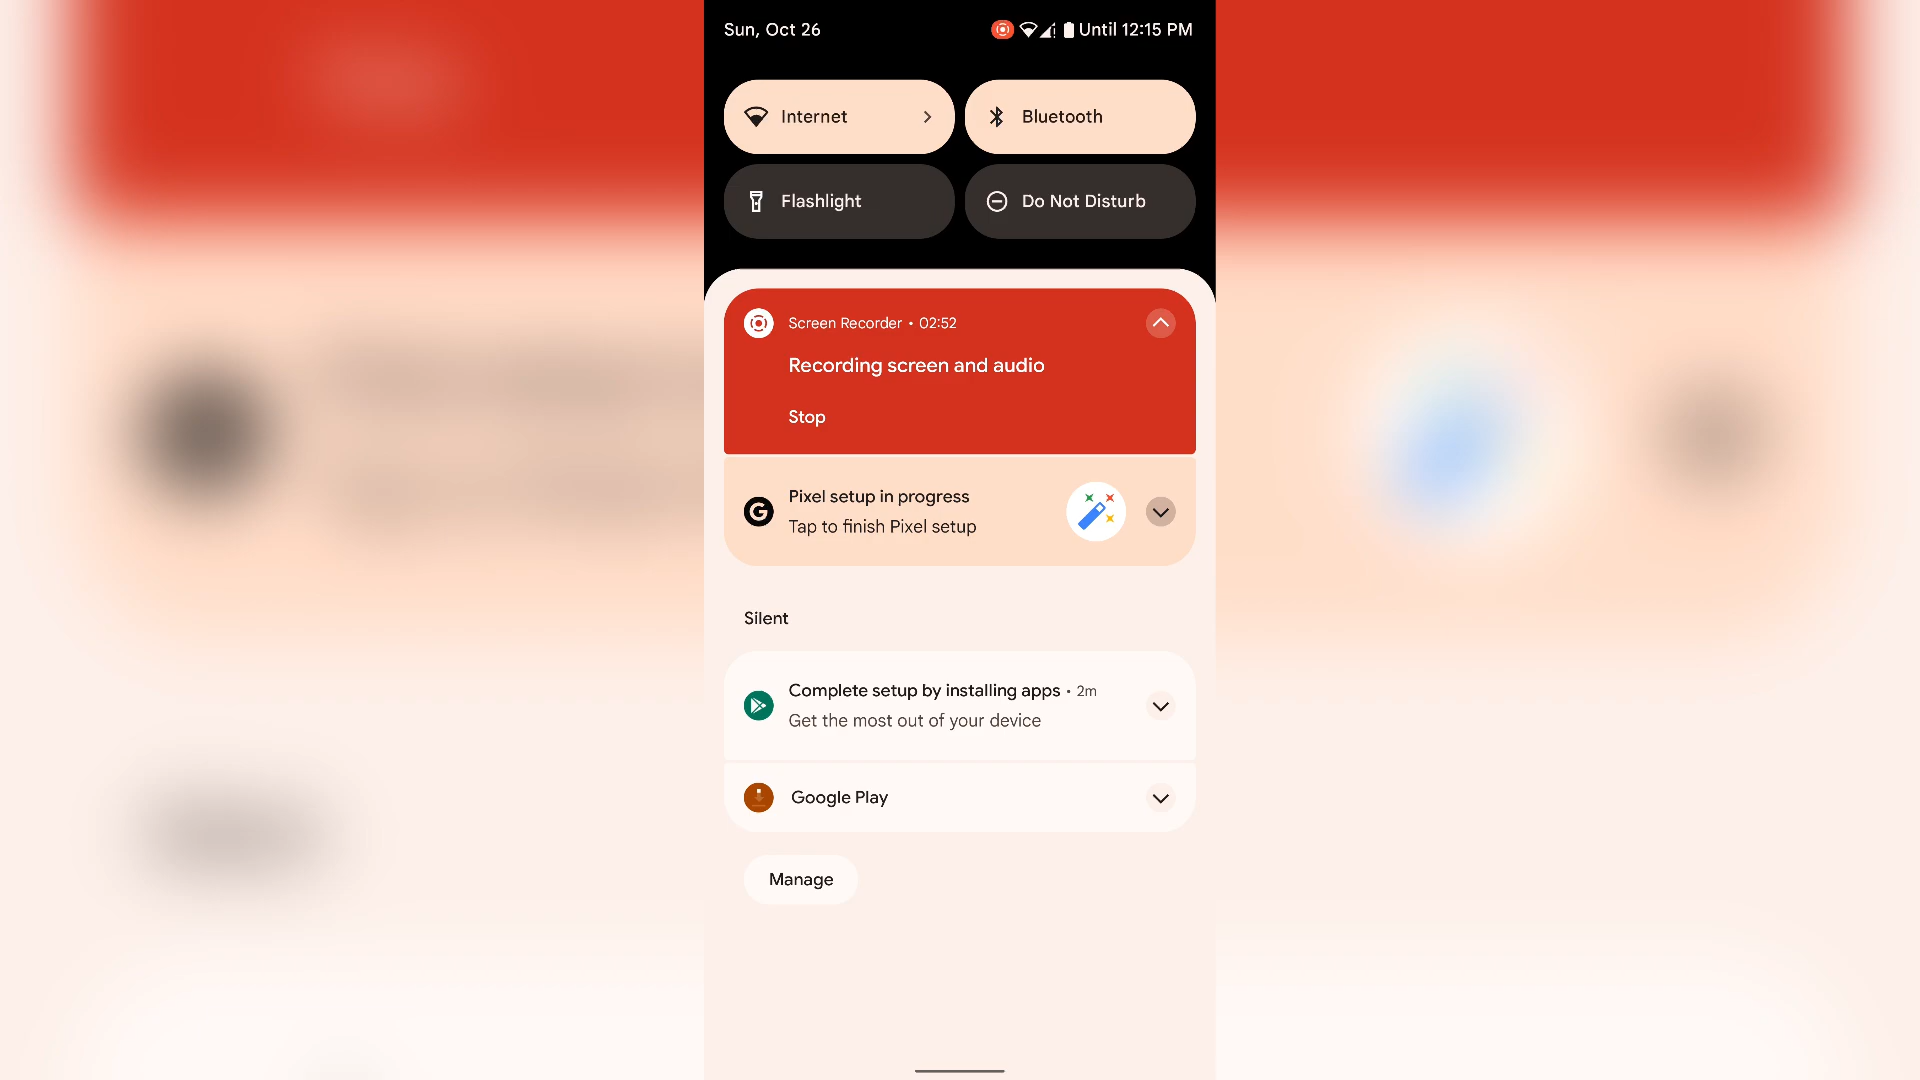 Sun, Oct 26
Until 12:15 PM
Internet
Bluetooth
Flashlight
Do Not Disturb
Screen Recorder • 02:52
Recording screen and audio
Stop
Pixel setup in progress
Tap to finish Pixel setup
Silent
Complete setup by installing apps • 2m
Get the most out of your device
Google Play
Manage